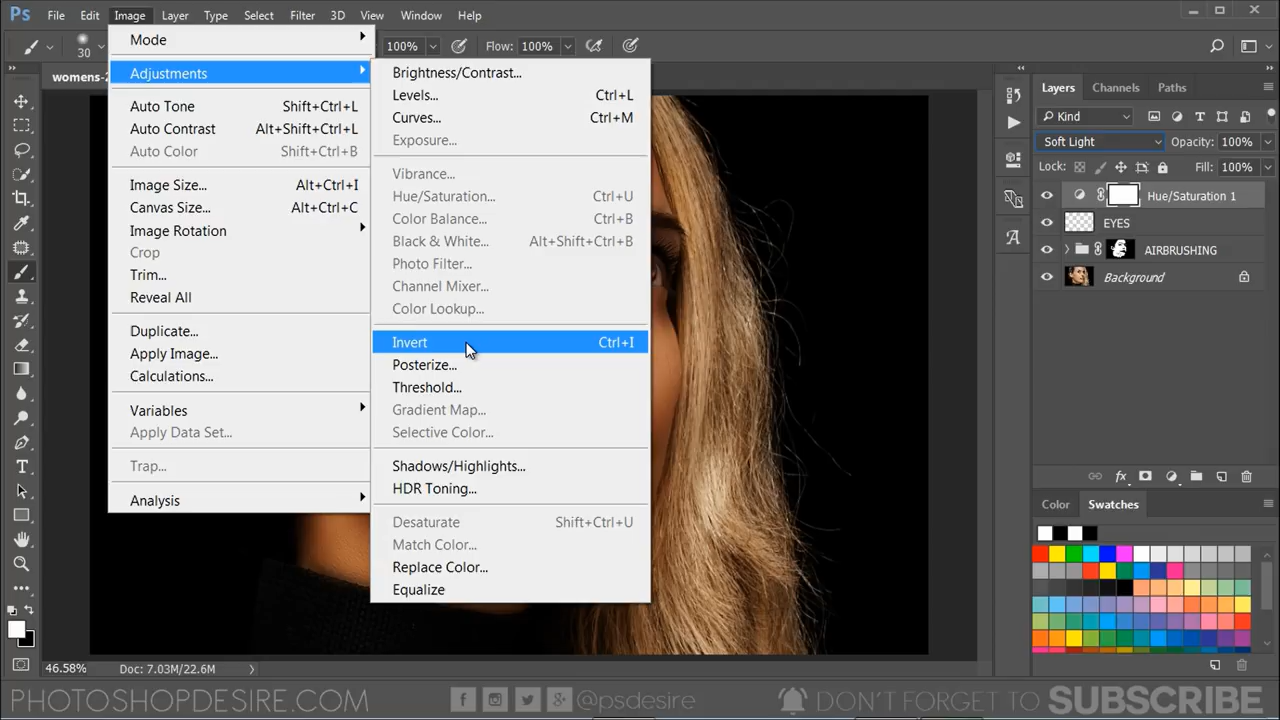 Ps File Edit Image Layer Type Select Filter 3D View Window Help
30 100% Flow: 100%
womens-2
Mode
Adjustments
Auto Tone Shift+Ctrl+L
Auto Contrast Alt+Shift+Ctrl+L
Auto Color Shift+Ctrl+B
Image Size... Alt+Ctrl+I
Canvas Size... Alt+Ctrl+C
Image Rotation
Crop
Trim...
Reveal All
Duplicate...
Apply Image...
Calculations...
Variables
Apply Data Set...
Trap...
Analysis
Brightness/Contrast...
Levels... Ctrl+L
Curves... Ctrl+M
Exposure...
Vibrance...
Hue/Saturation... Ctrl+U
Color Balance... Ctrl+B
Black & White... Alt+Shift+Ctrl+B
Photo Filter...
Channel Mixer...
Color Lookup...
Invert Ctrl+I
Posterize...
Threshold...
Gradient Map...
Selective Color...
Shadows/Highlights...
HDR Toning...
Desaturate Shift+Ctrl+U
Match Color...
Replace Color...
Equalize
Layers Channels Paths
Kind
Soft Light Opacity: 100%
Lock: Fill: 100%
Hue/Saturation 1
EYES
AIRBRUSHING
Background
Color Swatches
46.58% Doc: 7.03M/22.6M
PHOTOSHOPDESIRE.COM @psdesire DON'T FORGET TO SUBSCRIBE